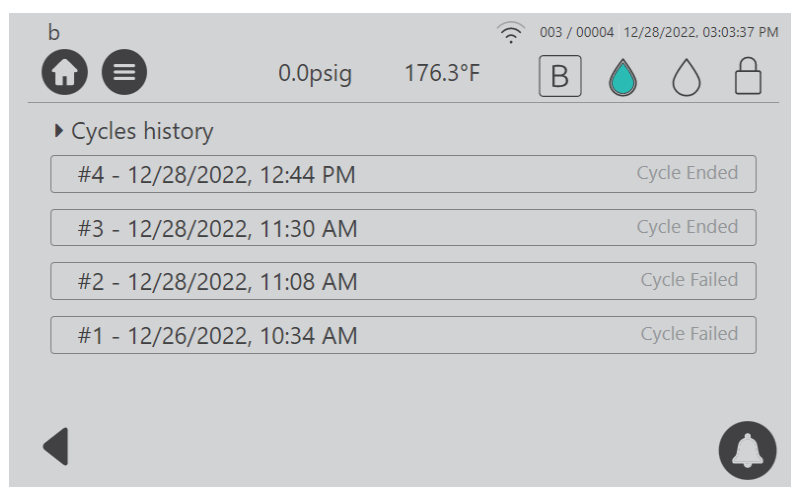 b
003 / 00004 12/28/2022, 03:03:37 PM
0.0psig 176.3°F B
Cycles history
#4 - 12/28/2022, 12:44 PM Cycle Ended
#3 - 12/28/2022, 11:30 AM Cycle Ended
#2 - 12/28/2022, 11:08 AM Cycle Failed
#1 - 12/26/2022, 10:34 AM Cycle Failed